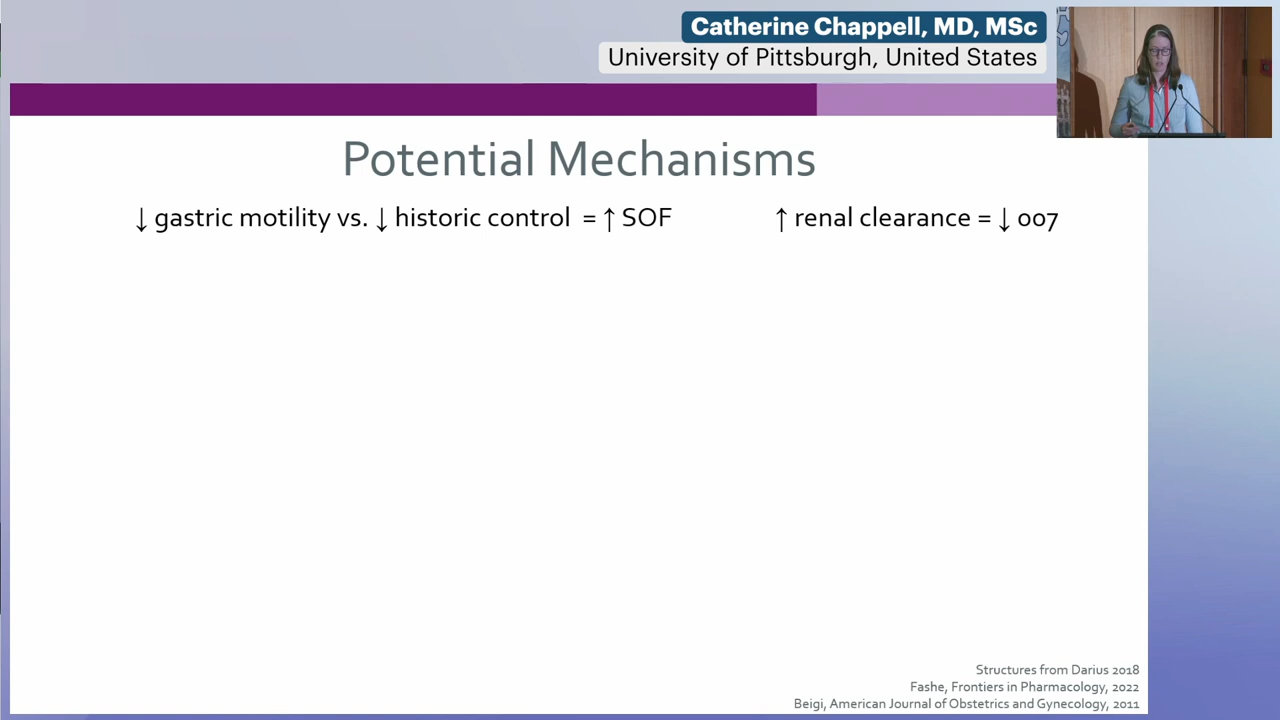 Catherine Chappell, MD, MSc
University of Pittsburgh, United States
Potential Mechanisms
↓ gastric motility vs. ↓ historic control = ↑ SOF
↑ renal clearance = ↓ 007
Structures from Darius 2018
Fashe, Frontiers in Pharmacology, 2022
Beigi, American Journal of Obstetrics and Gynecology, 2011